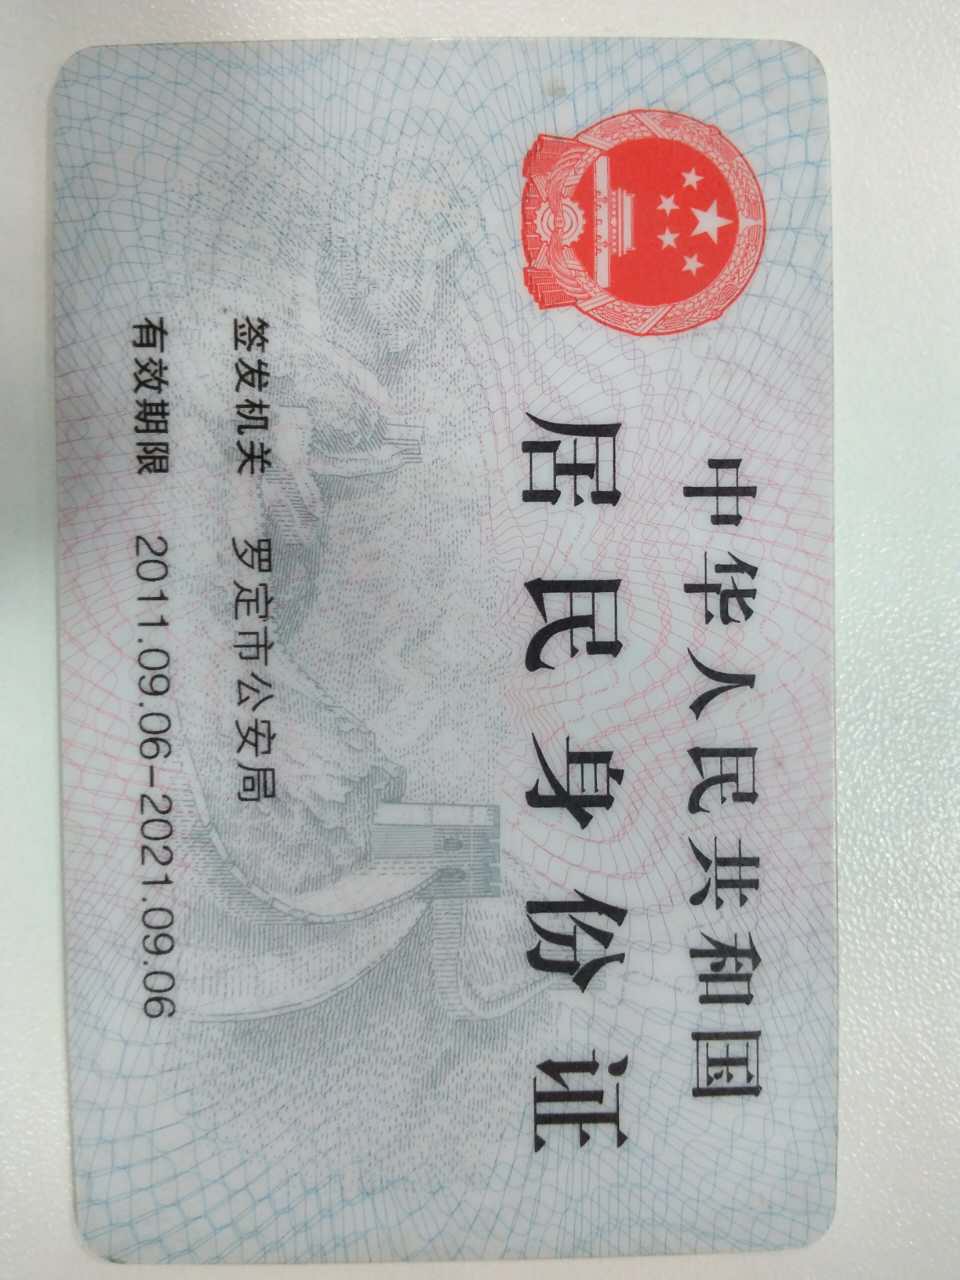 中华人民共和国
居民身份证
签发机关 罗定市公安局
有效期限 2011.09.06-2021.09.06